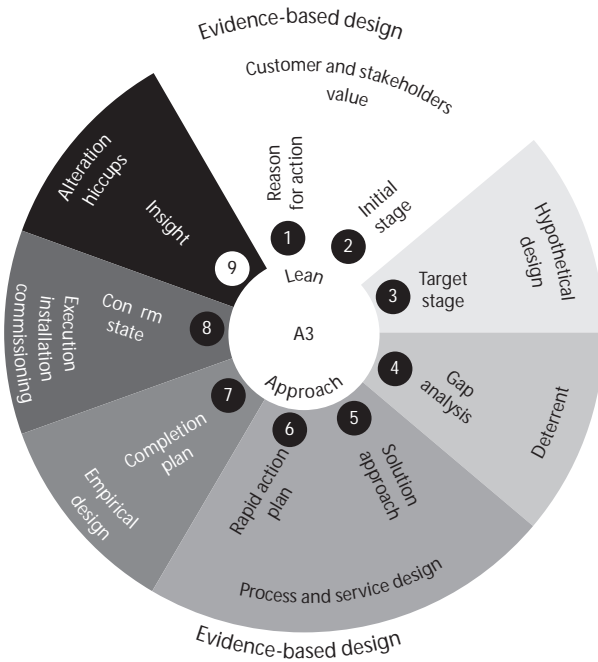 Evidence-based design
Customer and stakeholders
value
Reason
for action
1
Initial
stage
2
Hypothetical
design
Target
stage
3
Deterrent
Gap
analysis
4
Solution
approach
5
Rapid action
plan
6
Process and service design
Empirical
design
Completion
plan
7
Execution
installation
commissioning
Con rm
state
8
Alteration
hiccups
Insight
9
Lean
A3
Approach
Evidence-based design